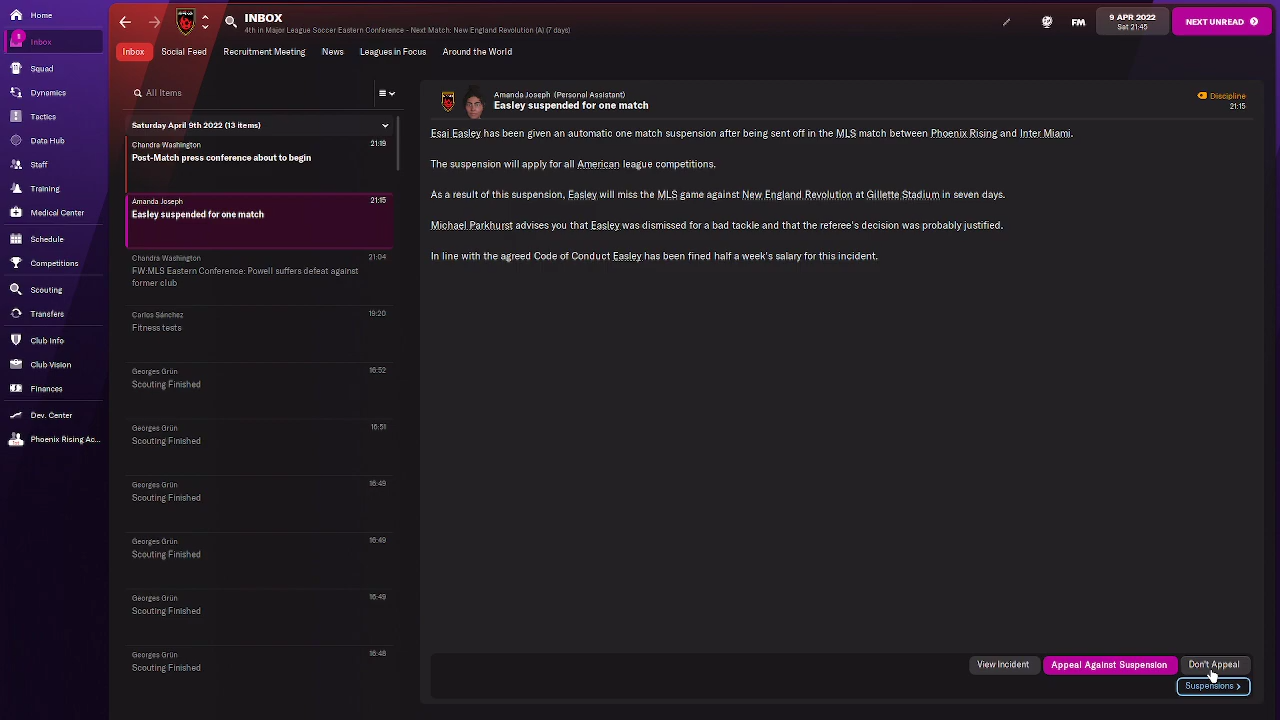 Home
1
Inbox
Squad
Dynamics
Tactics
Data Hub
Staff
Training
Medical Center
Schedule
Competitions
Scouting
Transfers
Club Info
Club Vision
Finances
Dev. Center
Phoenix Rising Ac...
INBOX
4th in Major League Soccer Eastern Conference - Next Match: New England Revolution (A) (7 days)
FM
9 APR 2022
Sat 21:45
NEXT UNREAD
Inbox
Social Feed
Recruitment Meeting
News
Leagues in Focus
Around the World
All Items
Saturday April 9th 2022 (13 items)
Chandra Washington 21:19
Post-Match press conference about to begin
Amanda Joseph 21:15
Easley suspended for one match
Chandra Washington 21:04
FW:MLS Eastern Conference: Powell suffers defeat against
former club
Carlos Sánchez 19:20
Fitness tests
Georges Grün 16:52
Scouting Finished
Georges Grün 16:51
Scouting Finished
Georges Grün 16:49
Scouting Finished
Georges Grün 16:49
Scouting Finished
Georges Grün 16:49
Scouting Finished
Georges Grün 16:46
Scouting Finished
Amanda Joseph (Personal Assistant)
Easley suspended for one match
Discipline
21:15
Esai Easley has been given an automatic one match suspension after being sent off in the MLS match between Phoenix Rising and Inter Miami.
The suspension will apply for all American league competitions.
As a result of this suspension, Easley will miss the MLS game against New England Revolution at Gillette Stadium in seven days.
Michael Parkhurst advises you that Easley was dismissed for a bad tackle and that the referee's decision was probably justified.
In line with the agreed Code of Conduct Easley has been fined half a week's salary for this incident.
View Incident
Appeal Against Suspension
Don't Appeal
Suspensions >